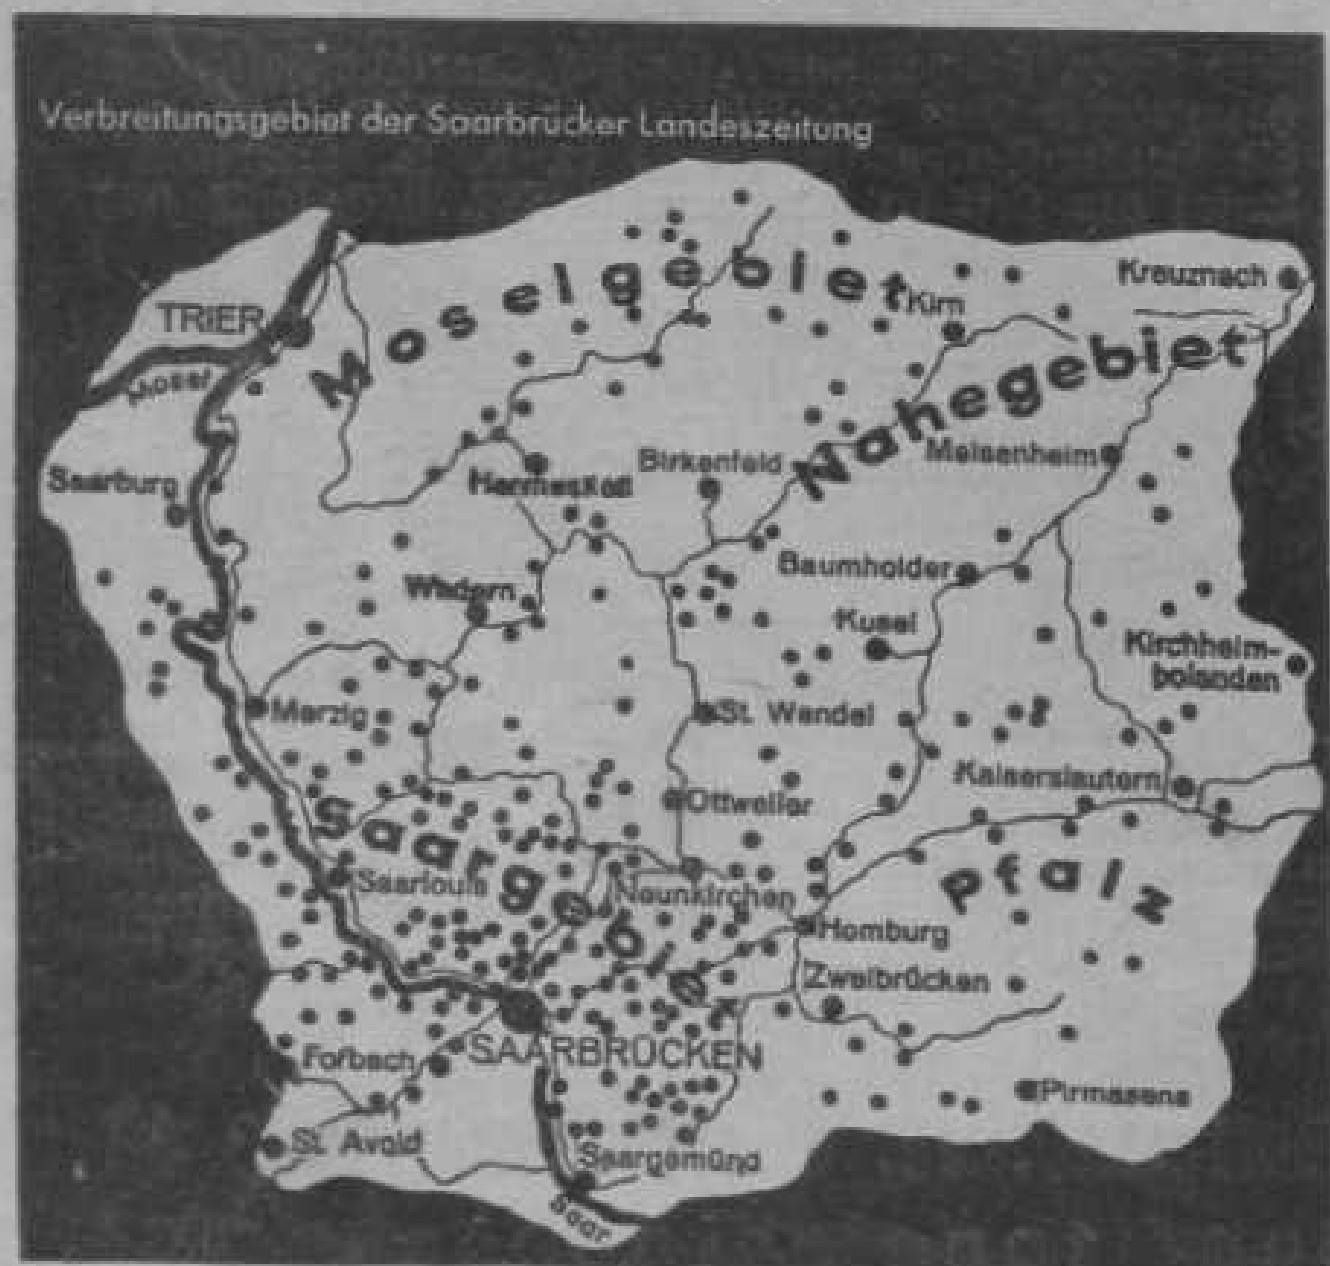 Verbreitungsgebiet der Saarbrücker Landeszeitung
Moselgebiet
Kreuznach
Kirn
TRIER
Mosel
Nahegebiet
Meisenheim
Birkenfeld
Saarburg
Hermeskeil
Baumholder
Wadern
Kusel
Kirchheim-
bolanden
Merzig
St. Wendel
Kaiserslautern
Ottweiler
Saargebiet
Pfalz
Saarlouis
Neunkirchen
Homburg
Zweibrücken
Forbach
SAARBRÜCKEN
Pirmasens
St. Avold
Saargemünd
Saar